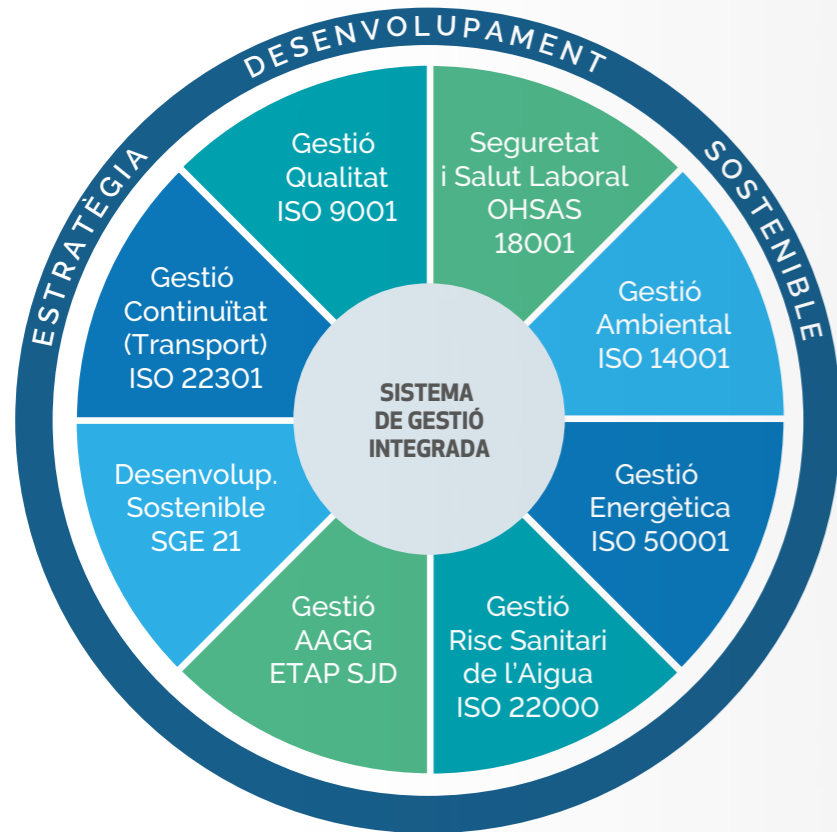 ESTRATÈGIA
DESENVOLUPAMENT
SOSTENIBLE
Gestió
Qualitat
ISO 9001
Seguretat
i Salut Laboral
OHSAS
18001
Gestió
Ambiental
ISO 14001
Gestió
Energètica
ISO 50001
Gestió
Risc Sanitari
de l’Aigua
ISO 22000
Gestió
AAGG
ETAP SJD
Desenvolup.
Sostenible
SGE 21
Gestió
Continuïtat
(Transport)
ISO 22301
SISTEMA
DE GESTIÓ
INTEGRADA